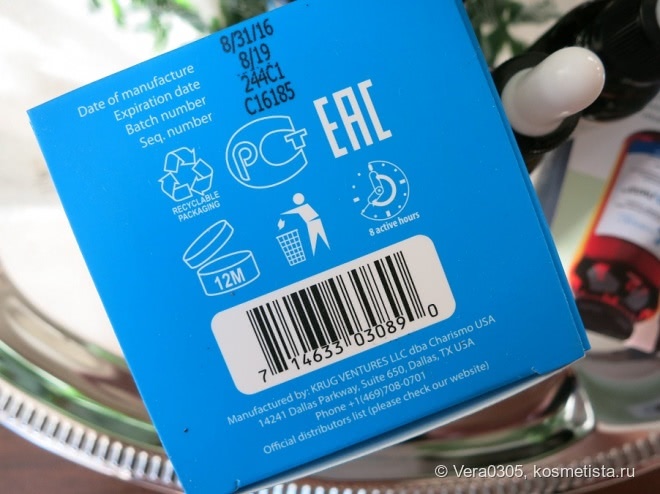 Date of manufacture 8/31/16
Expiration date 8/19
Batch number 244C1
Seq. number C16185
PCT
EAC
RECYCLABLE
PACKAGING
12M
8 active hours
7 14633 03089 0
Manufactured by: KRUG VENTURES LLC dba Charismo USA
14241 Dallas Parkway, Suite 650, Dallas, TX USA
Phone +1(469)708-0701
Official distributors list (please check our website)
© Vera0305, kosmetista.ru